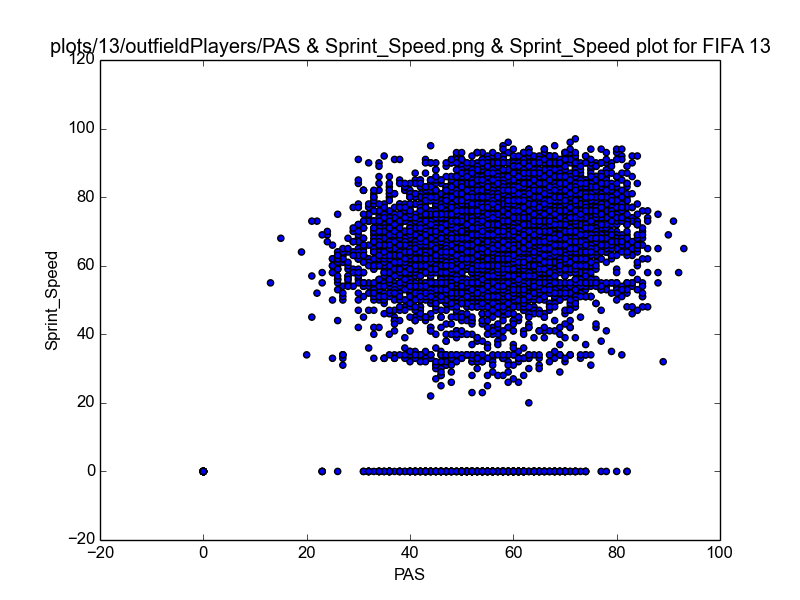 plots/13/outfieldPlayers/PAS & Sprint_Speed.png & Sprint_Speed plot for FIFA 13
120
100
80
60
40
20
0
−20
Sprint_Speed
−20 0 20 40 60 80 100
PAS